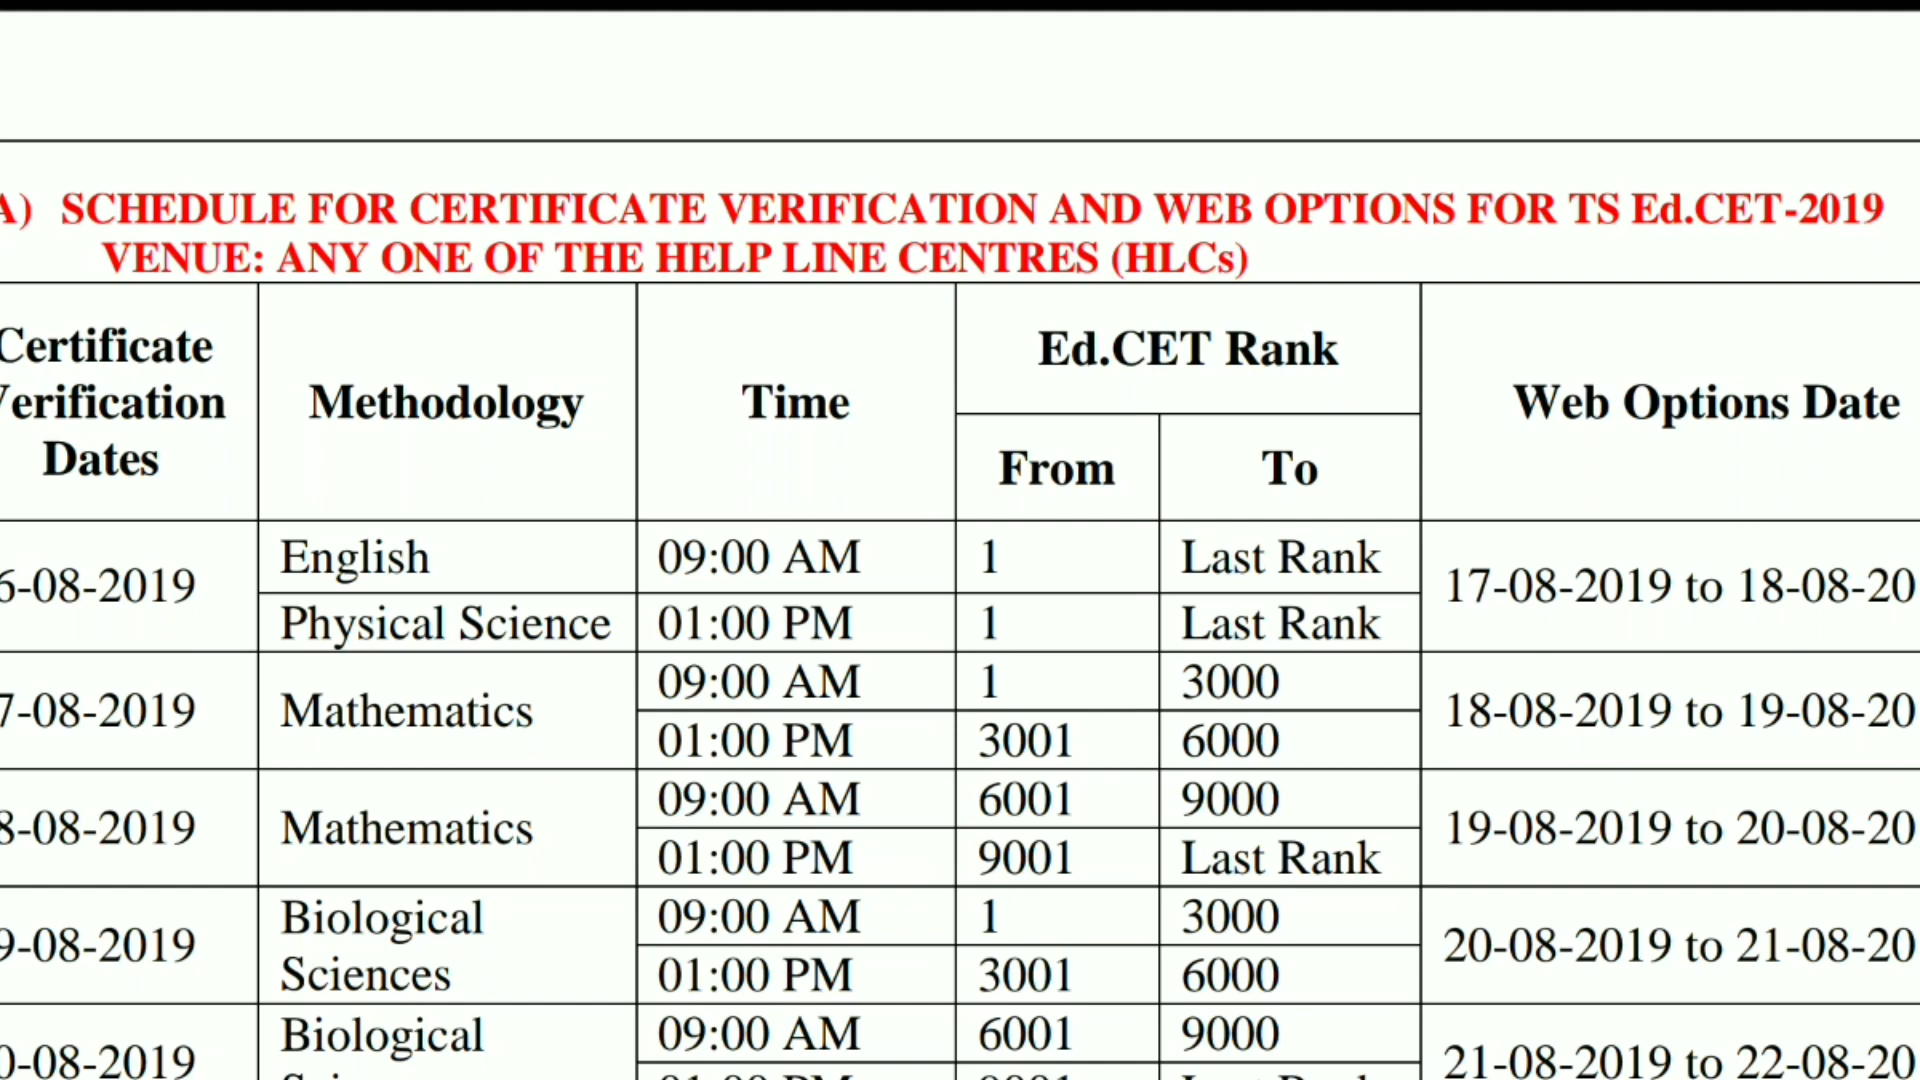 A) SCHEDULE FOR CERTIFICATE VERIFICATION AND WEB OPTIONS FOR TS Ed.CET-2019
VENUE: ANY ONE OF THE HELP LINE CENTRES (HLCs)
Certificate Verification Dates Methodology Time Ed.CET Rank From To Web Options Date
6-08-2019 English 09:00 AM 1 Last Rank 17-08-2019 to 18-08-20
Physical Science 01:00 PM 1 Last Rank
7-08-2019 Mathematics 09:00 AM 1 3000 18-08-2019 to 19-08-20
01:00 PM 3001 6000
8-08-2019 Mathematics 09:00 AM 6001 9000 19-08-2019 to 20-08-20
01:00 PM 9001 Last Rank
9-08-2019 Biological Sciences 09:00 AM 1 3000 20-08-2019 to 21-08-20
01:00 PM 3001 6000
0-08-2019 Biological 09:00 AM 6001 9000 21-08-2019 to 22-08-20